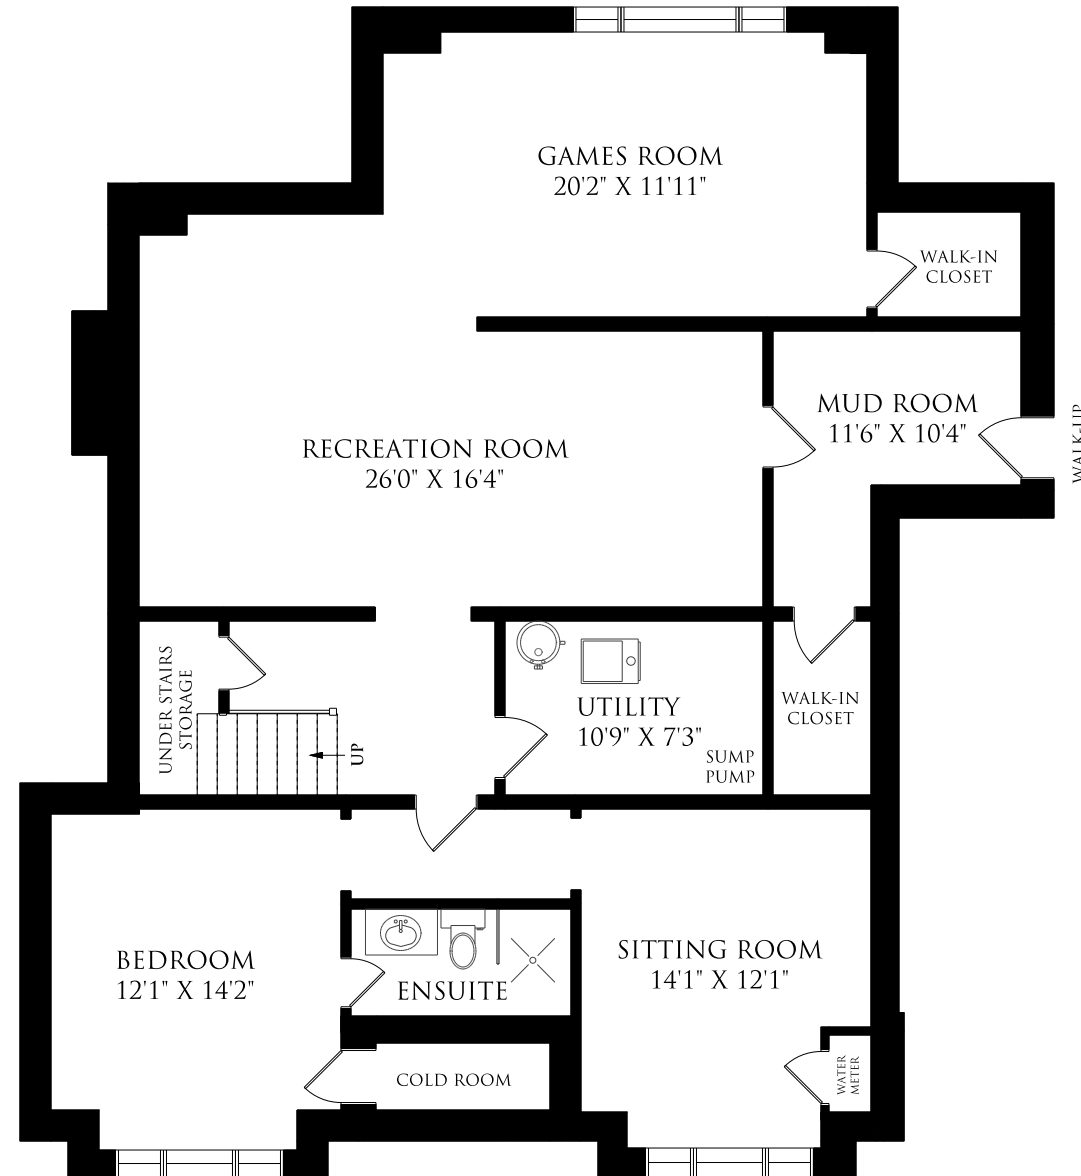 GAMES ROOM
20'2" X 11'11"
WALK-IN
CLOSET
MUD ROOM
11'6" X 10'4"
WALK-UP
RECREATION ROOM
26'0" X 16'4"
UNDER STAIRS
STORAGE
UP
UTILITY
10'9" X 7'3"
SUMP
PUMP
WALK-IN
CLOSET
BEDROOM
12'1" X 14'2"
ENSUITE
SITTING ROOM
14'1" X 12'1"
COLD ROOM
WATER
METER